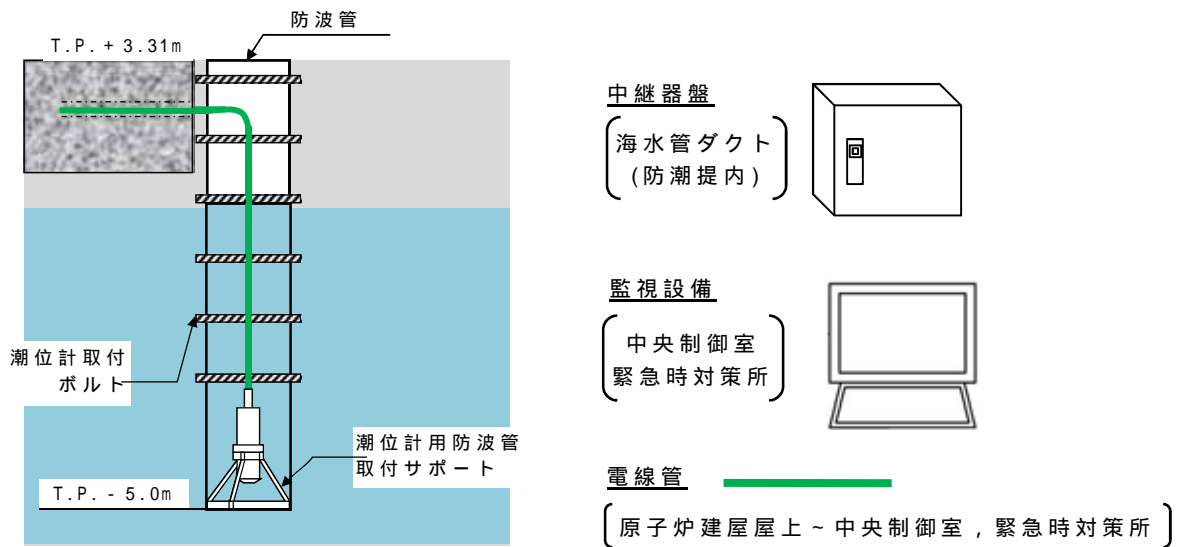 防波管
T.P.+3.31m
潮位計取付
ボルト
潮位計用防波管
取付サポート
T.P.-5.0m
中継器盤
海水管ダクト
(防潮提内)
監視設備
中央制御室
緊急時対策所
電線管
原子炉建屋屋上~中央制御室,緊急時対策所